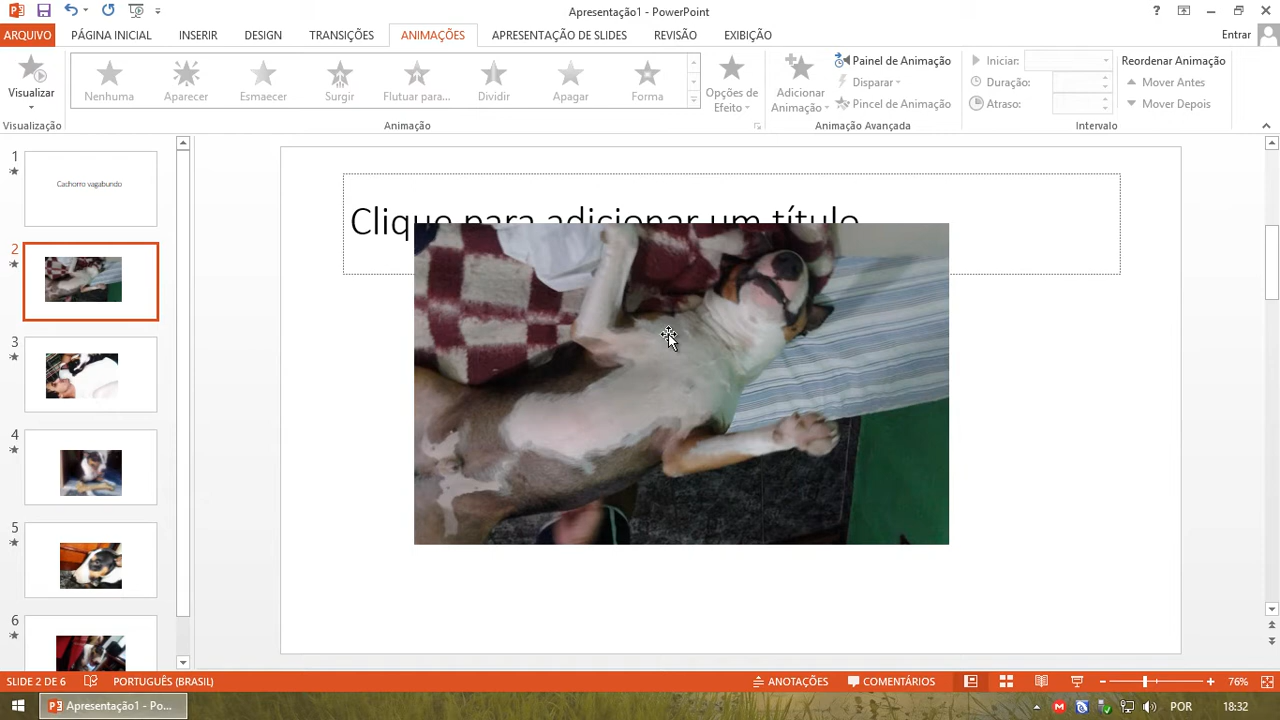 Apresentação1 - PowerPoint
?
ARQUIVO PÁGINA INICIAL INSERIR DESIGN TRANSIÇÕES ANIMAÇÕES APRESENTAÇÃO DE SLIDES REVISÃO EXIBIÇÃO Entrar
Visualizar
Visualização
Nenhuma Aparecer Esmaecer Surgir Flutuar para... Dividir Apagar Forma
Animação
Opções de
Efeito
Adicionar
Animação
Painel de Animação
Disparar
Pincel de Animação
Animação Avançada
Iniciar:
Duração:
Atraso:
Intervalo
Reordenar Animação
Mover Antes
Mover Depois
1
Cachorro vagabundo
2
3
4
5
6
Clique para adicionar um título
SLIDE 2 DE 6 PORTUGUÊS (BRASIL) ANOTAÇÕES COMENTÁRIOS 76%
Apresentação1 - Po... POR 18:32